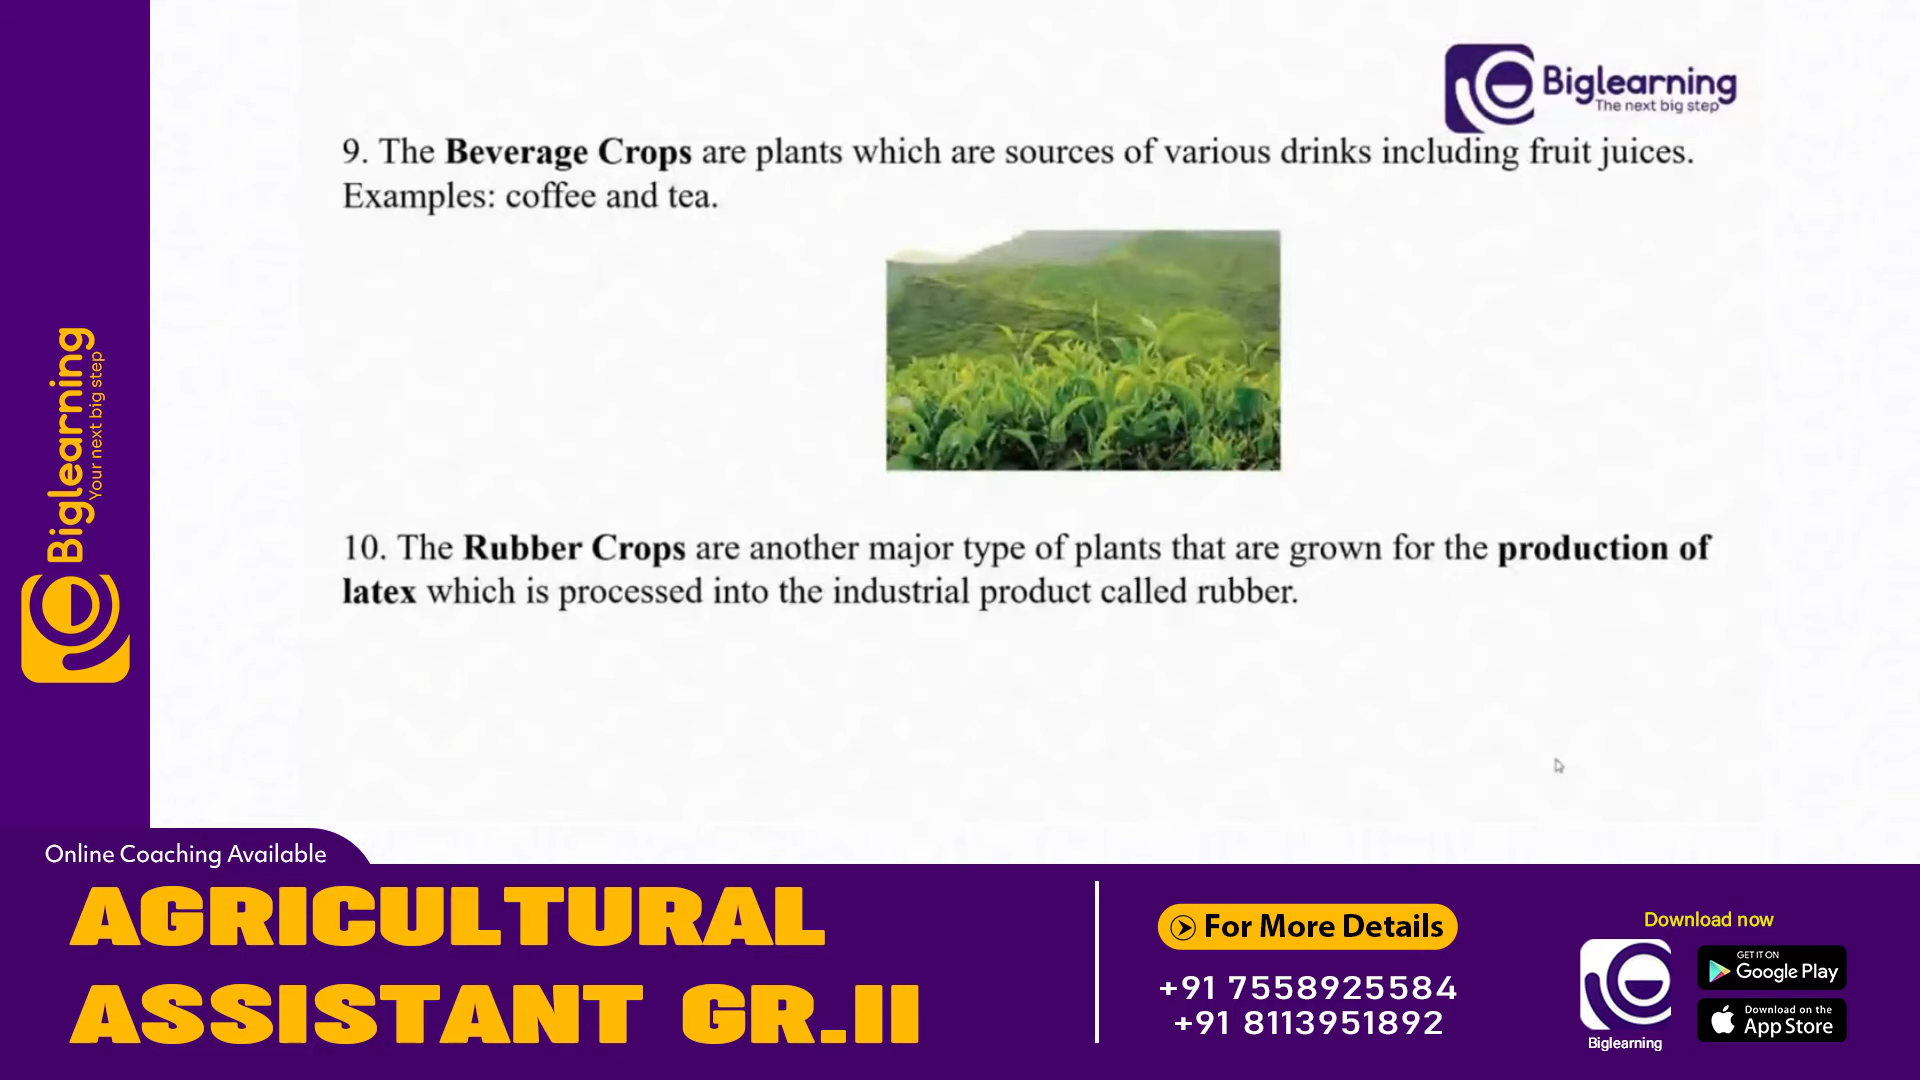 Biglearning
The next big step
9. The Beverage Crops are plants which are sources of various drinks including fruit juices.
Examples: coffee and tea.
10. The Rubber Crops are another major type of plants that are grown for the production of
latex which is processed into the industrial product called rubber.
Biglearning
Your next big step
Online Coaching Available
AGRICULTURAL
ASSISTANT GR.II
For More Details
+91 7558925584
+91 8113951892
Download now
Biglearning
GET IT ON
Google Play
Download on the
App Store